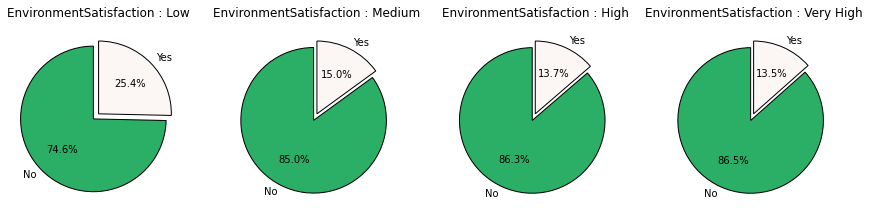 EnvironmentSatisfaction : Low
Yes
25.4%
74.6%
No
EnvironmentSatisfaction : Medium
Yes
15.0%
85.0%
No
EnvironmentSatisfaction : High
Yes
13.7%
86.3%
No
EnvironmentSatisfaction : Very High
Yes
13.5%
86.5%
No